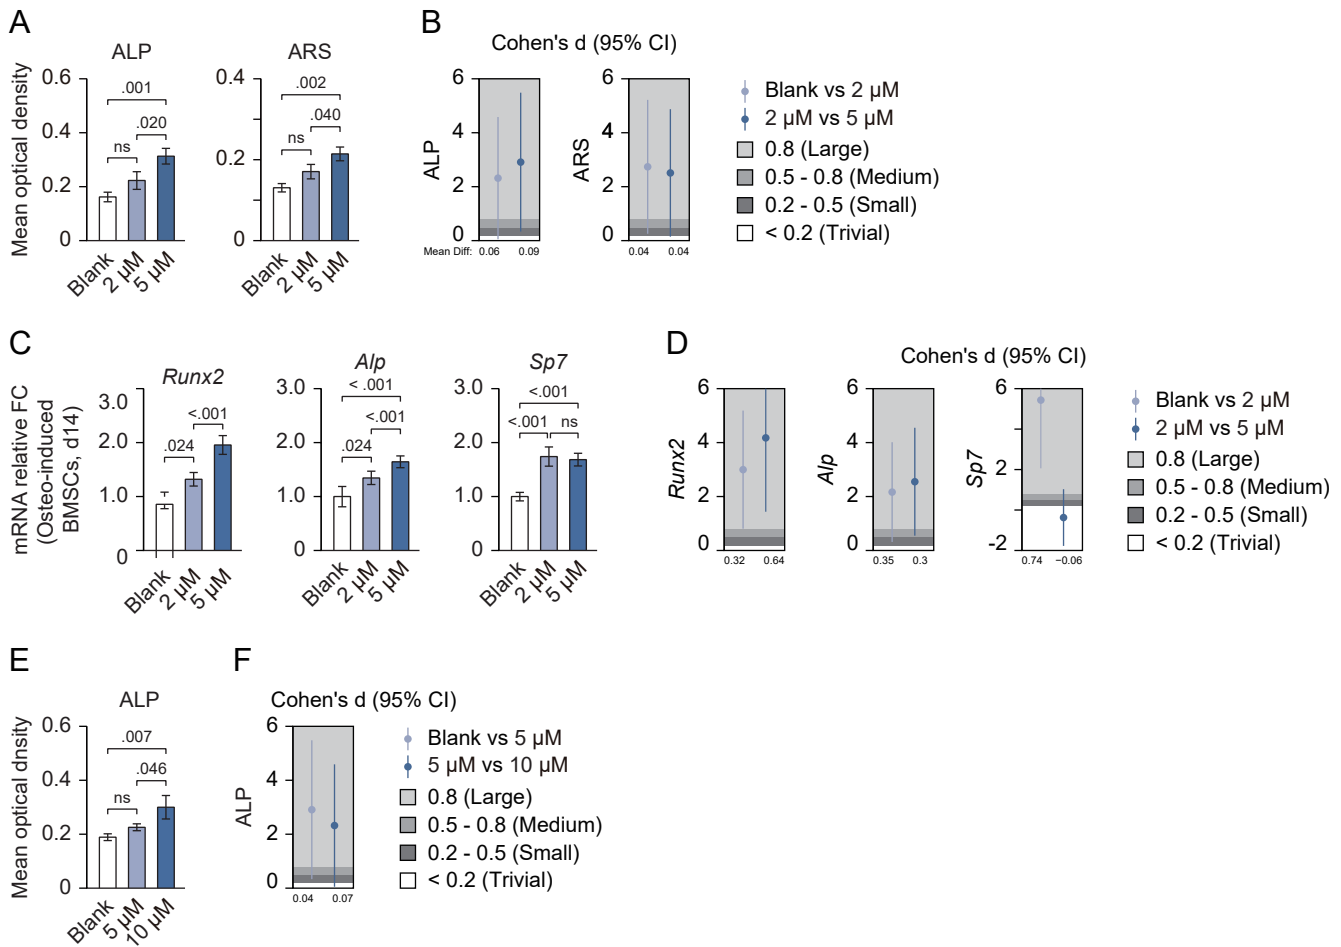 A
ALP
Mean optical density
0.6
0.4
0.2
0
.001
.020
ns
Blank
2 µM
5 µM
ARS
0.4
0.2
0
.002
.040
ns
Blank
2 µM
5 µM
B
Cohen's d (95% CI)
ALP
6
4
2
0
Mean Diff: 0.06 0.09
ARS
6
4
2
0
0.04 0.04
Blank vs 2 µM
2 µM vs 5 µM
0.8 (Large)
0.5 - 0.8 (Medium)
0.2 - 0.5 (Small)
< 0.2 (Trivial)
C
mRNA relative FC
(Osteo-induced
BMSCs, d14)
Runx2
3.0
2.0
1.0
0
<.001
.024
Blank
2 µM
5 µM
Alp
3.0
2.0
1.0
0
< .001
<.001
.024
Blank
2 µM
5 µM
Sp7
3.0
2.0
1.0
0
<.001
<.001
ns
Blank
2 µM
5 µM
D
Cohen's d (95% CI)
Runx2
6
4
2
0
0.32 0.64
Alp
6
4
2
0
0.35 0.3
Sp7
6
2
-2
0.74 −0.06
Blank vs 2 µM
2 µM vs 5 µM
0.8 (Large)
0.5 - 0.8 (Medium)
0.2 - 0.5 (Small)
< 0.2 (Trivial)
E
ALP
Mean optical dnsity
0.6
0.4
0.2
0
.007
.046
ns
Blank
5 µM
10 µM
F
Cohen's d (95% CI)
ALP
6
4
2
0
0.04 0.07
Blank vs 5 µM
5 µM vs 10 µM
0.8 (Large)
0.5 - 0.8 (Medium)
0.2 - 0.5 (Small)
< 0.2 (Trivial)